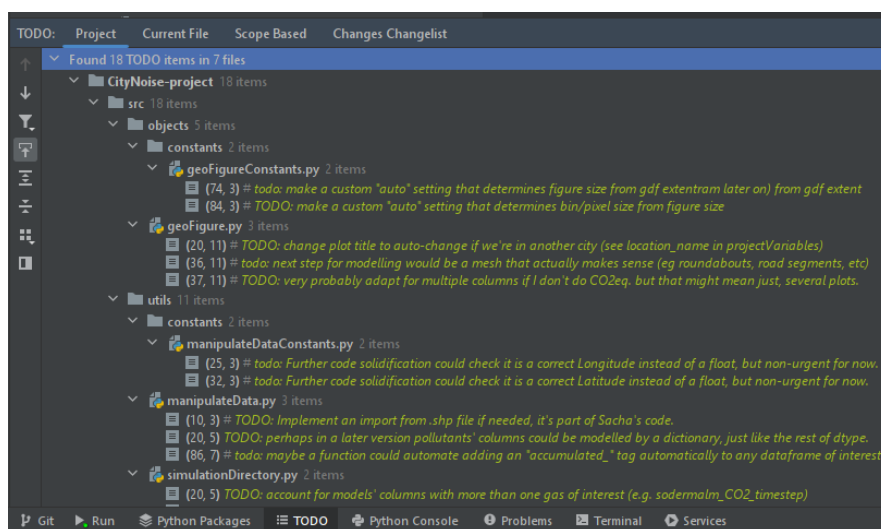 TODO: Project Current File Scope Based Changes Changelist
Found 18 TODO items in 7 files
CityNoise-project 18 items
src 18 items
objects 5 items
constants 2 items
geoFigureConstants.py 2 items
(74, 3) # todo: make a custom "auto" setting that determines figure size from gdf extentram later on) from gdf extent
(84, 3) # TODO: make a custom "auto" setting that determines bin/pixel size from figure size
geoFigure.py 3 items
(20, 11) # TODO: change plot title to auto-change if we're in another city (see location_name in projectVariables)
(36, 11) # todo: next step for modelling would be a mesh that actually makes sense (eg roundabouts, road segments, etc)
(37, 11) # TODO: very probably adapt for multiple columns if I don't do CO2eq. but that might mean just, several plots.
utils 11 items
constants 2 items
manipulateDataConstants.py 2 items
(25, 3) # todo: Further code solidification could check it is a correct Longitude instead of a float, but non-urgent for now.
(32, 3) # todo: Further code solidification could check it is a correct Latitude instead of a float, but non-urgent for now.
manipulateData.py 3 items
(10, 3) # TODO: Implement an import from .shp file if needed, it's part of Sacha's code.
(20, 5) TODO: perhaps in a later version pollutants' columns could be modelled by a dictionary, just like the rest of dtype.
(86, 7) # todo: maybe a function could automate adding an "accumulated_" tag automatically to any dataframe of interest
simulationDirectory.py 2 items
(20, 5) TODO: account for models' columns with more than one gas of interest (e.g. sodermalm_CO2_timestep)
Git Run Python Packages TODO Python Console Problems Terminal Services